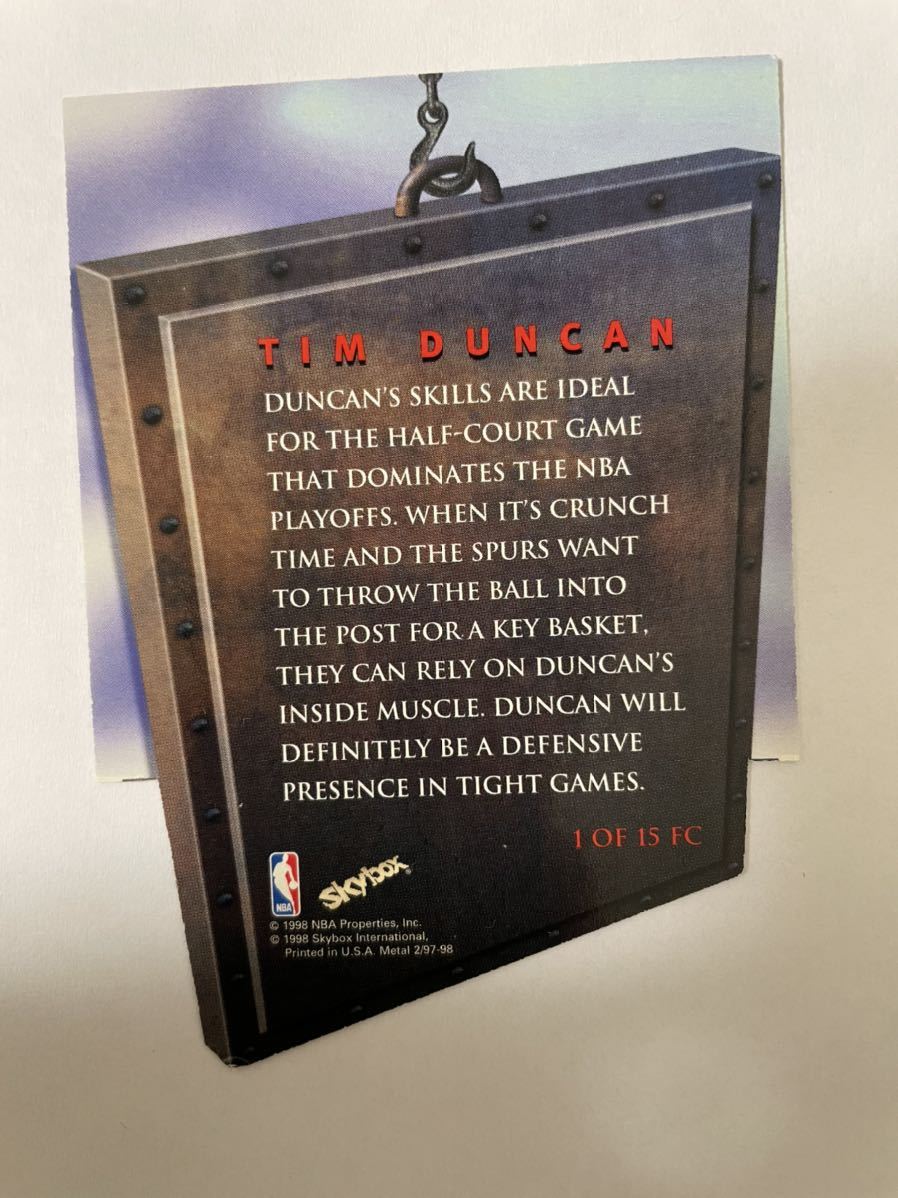 TIM DUNCAN
DUNCAN'S SKILLS ARE IDEAL
FOR THE HALF-COURT GAME
THAT DOMINATES THE NBA
PLAYOFFS. WHEN IT'S CRUNCH
TIME AND THE SPURS WANT
TO THROW THE BALL INTO
THE POST FOR A KEY BASKET,
THEY CAN RELY ON DUNCAN'S
INSIDE MUSCLE. DUNCAN WILL
DEFINITELY BE A DEFENSIVE
PRESENCE IN TIGHT GAMES.
1 OF 15 FC
NBA
skybox®
© 1998 NBA Properties, Inc.
© 1998 Skybox International,
Printed in U.S.A. Metal 2/97-98